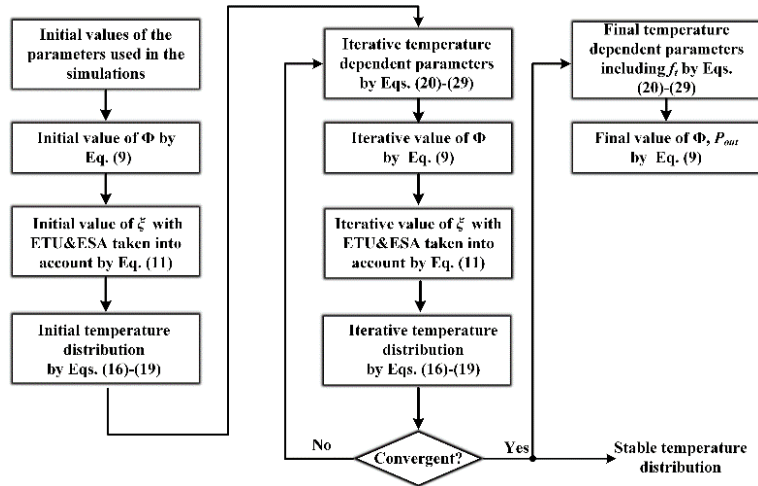 Initial values of
the parameters
used in the
simulations
Initial value of Φ by
Eq. (9)
Initial value of ξ with
ETU&ESA taken into
account by Eq. (11)
Initial temperature
distribution
by Eqs. (16)-(19)
Iterative temperature
dependent parameters
by Eqs. (20)-(29)
Iterative value of Φ
by Eq. (9)
Iterative value of ξ with
ETU&ESA taken into
account by Eq. (11)
Iterative temperature
distribution
by Eqs. (16)-(19)
Convergent?
No
Yes
Final temperature
dependent parameters
including ft by Eqs.
(20)-(29)
Final value of Φ, Pout
by Eq. (9)
Stable temperature
distribution